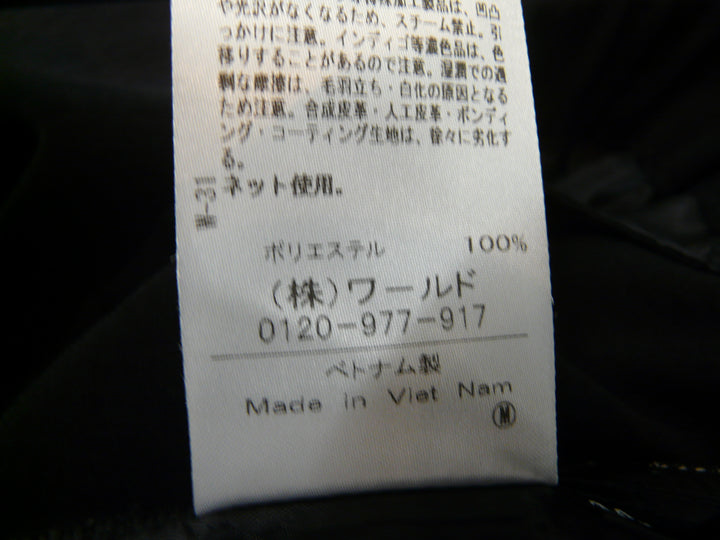 や光沢がなくなるため、スチーム禁止。引
っかけに注意。インディゴ等濃色品は、色
移りすることがあるので注意。湿潤での過
剰な摩擦は、毛羽立ち・白化の原因となる
ため注意。合成皮革・人工皮革・ボンディ
ング・コーティング生地は、徐々に劣化す
る。
ネット使用。
W-31
ポリエステル 100%
(株)ワールド
0120-977-917
ベトナム製
Made in Viet Nam
Ⓜ